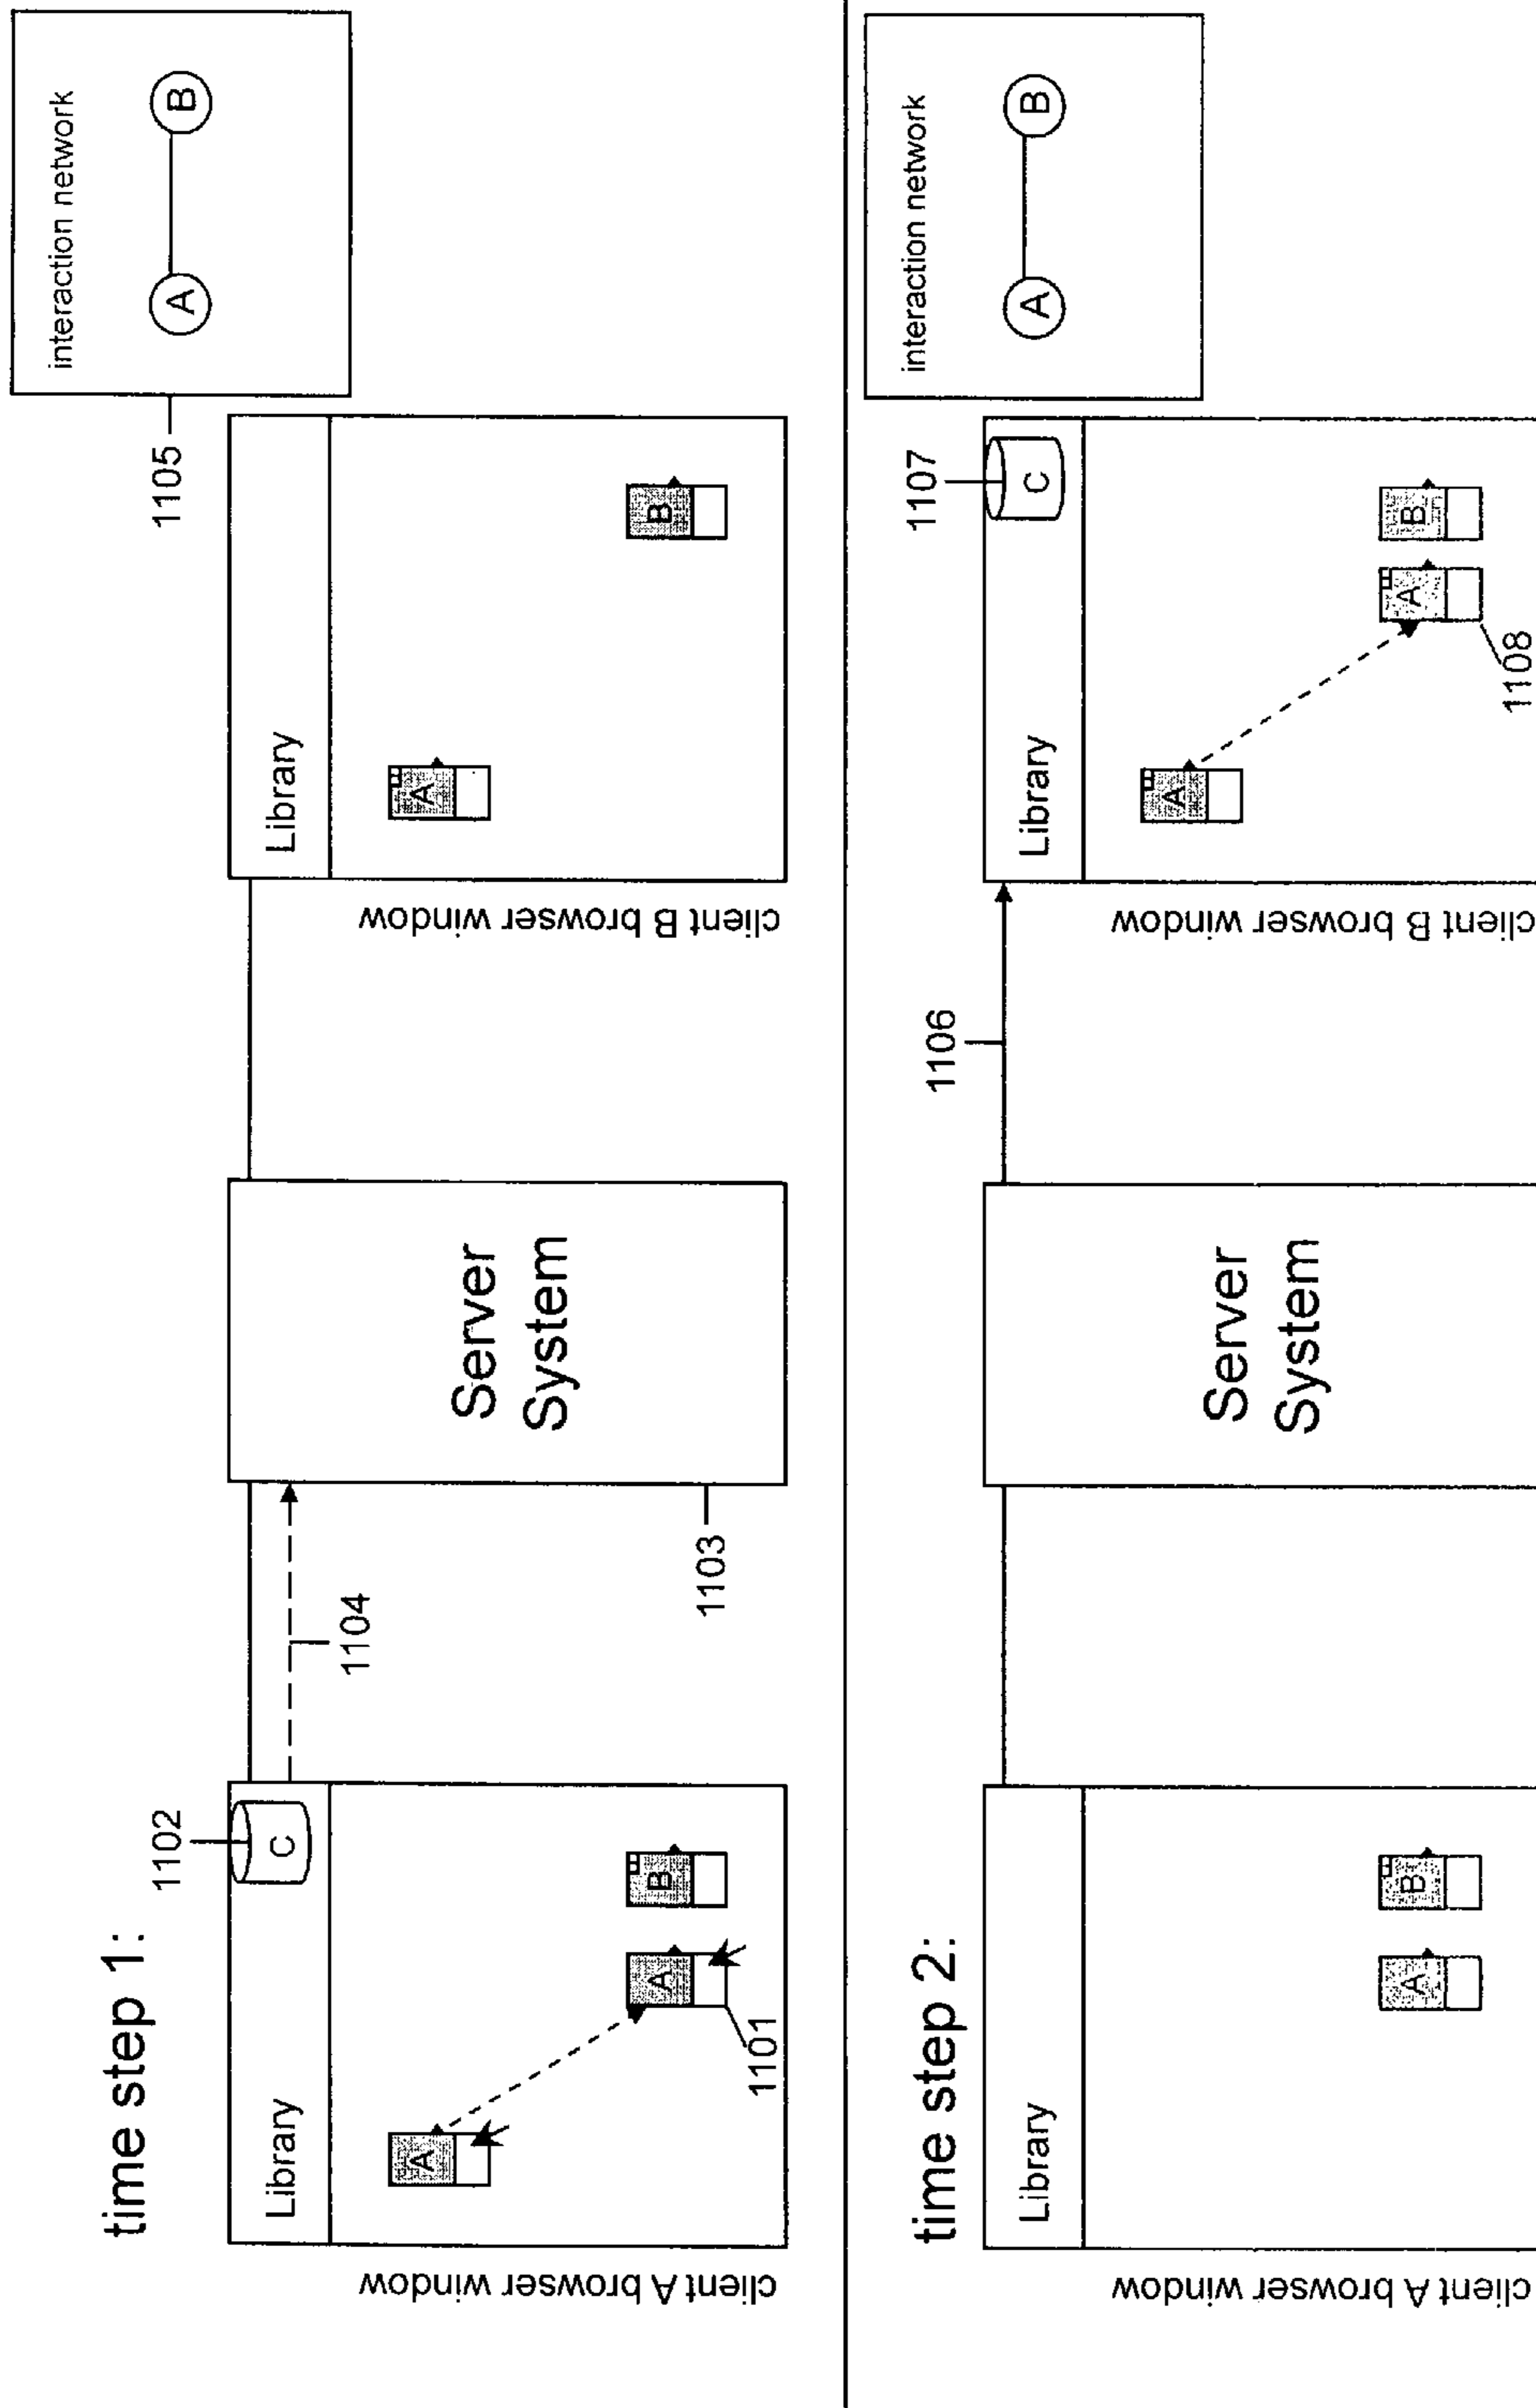 time step 1:
1102
1104
1105
interaction network
A
B
Library
C
A
A
B
1101
client A browser window
Server
System
1103
Library
A
B
client B browser window
time step 2:
1106
1107
interaction network
A
B
Library
A
B
client A browser window
Server
System
Library
C
A
A
B
1108
client B browser window